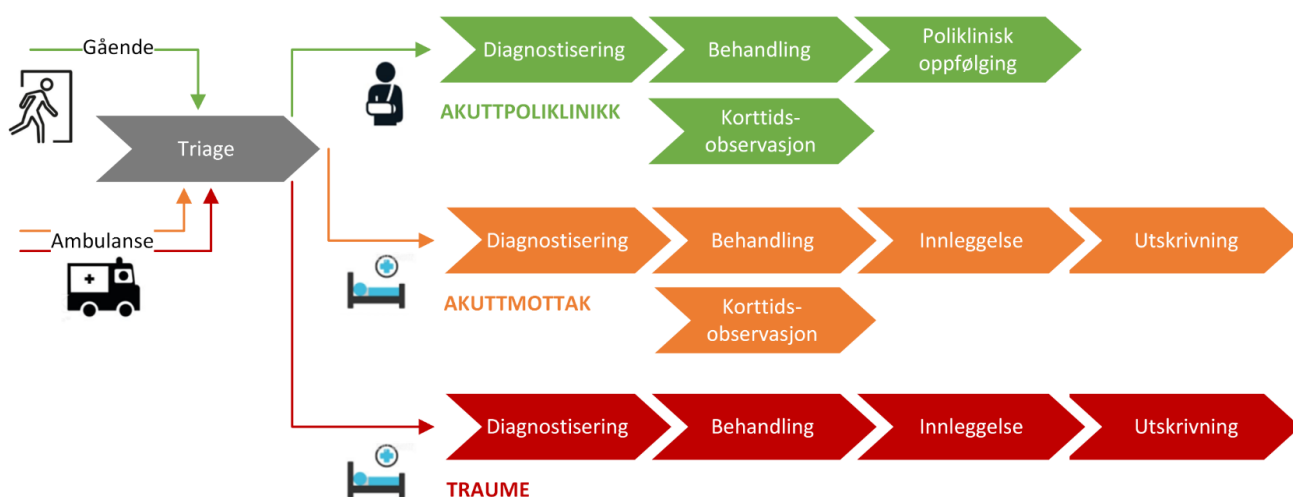 Gående
Diagnostisering
Behandling
Poliklinisk
oppfølging
AKUTTPOLIKLINIKK
Korttids-
observasjon
Triage
Ambulanse
Diagnostisering
Behandling
Innleggelse
Utskrivning
AKUTTMOTTAK
Korttids-
observasjon
Diagnostisering
Behandling
Innleggelse
Utskrivning
TRAUME